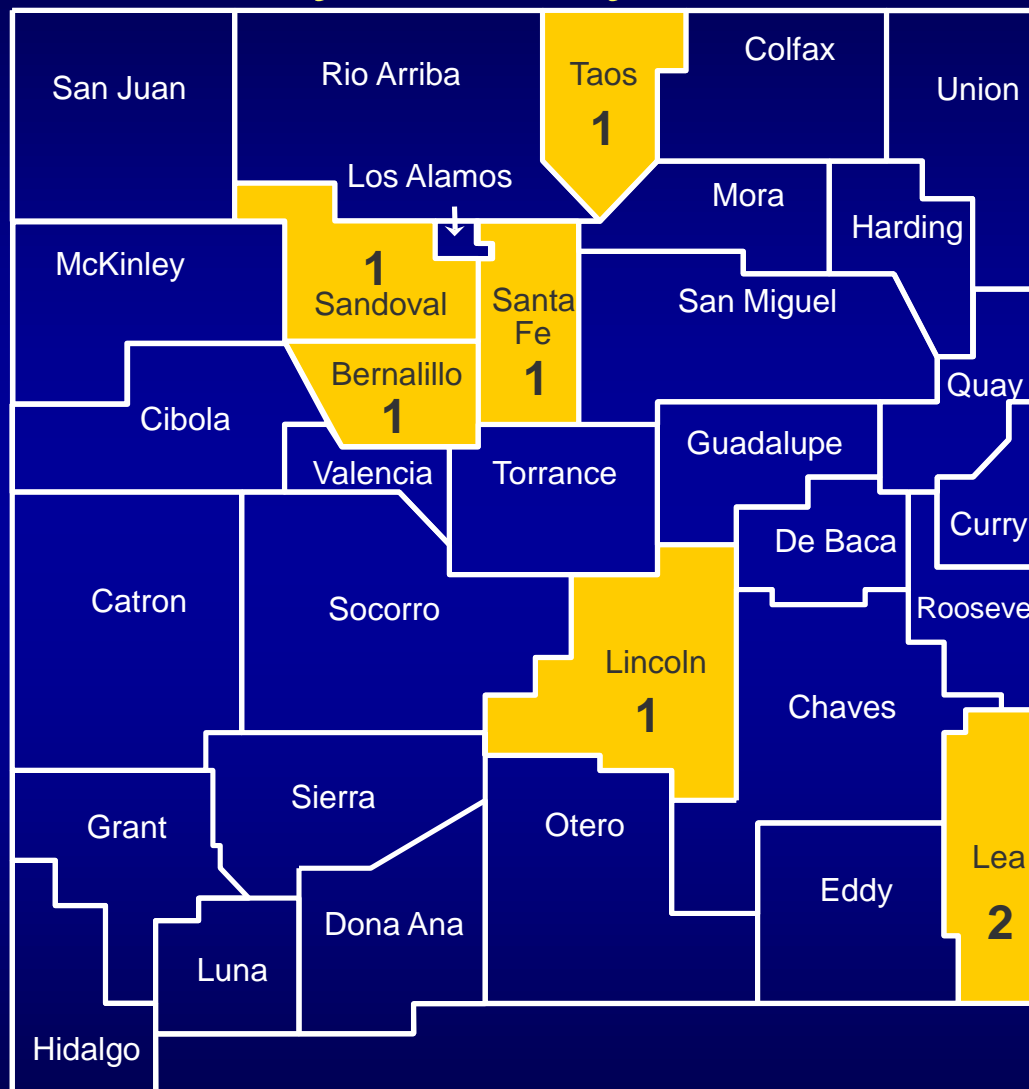 San Juan
Rio Arriba
Taos
1
Colfax
Union
Los Alamos
Mora
Harding
McKinley
1
Sandoval
Santa
Fe
1
San Miguel
Bernalillo
1
Quay
Cibola
Guadalupe
Valencia
Torrance
Curry
De Baca
Catron
Socorro
Rooseve
Lincoln
1
Chaves
Sierra
Grant
Otero
Lea
2
Eddy
Dona Ana
Luna
Hidalgo